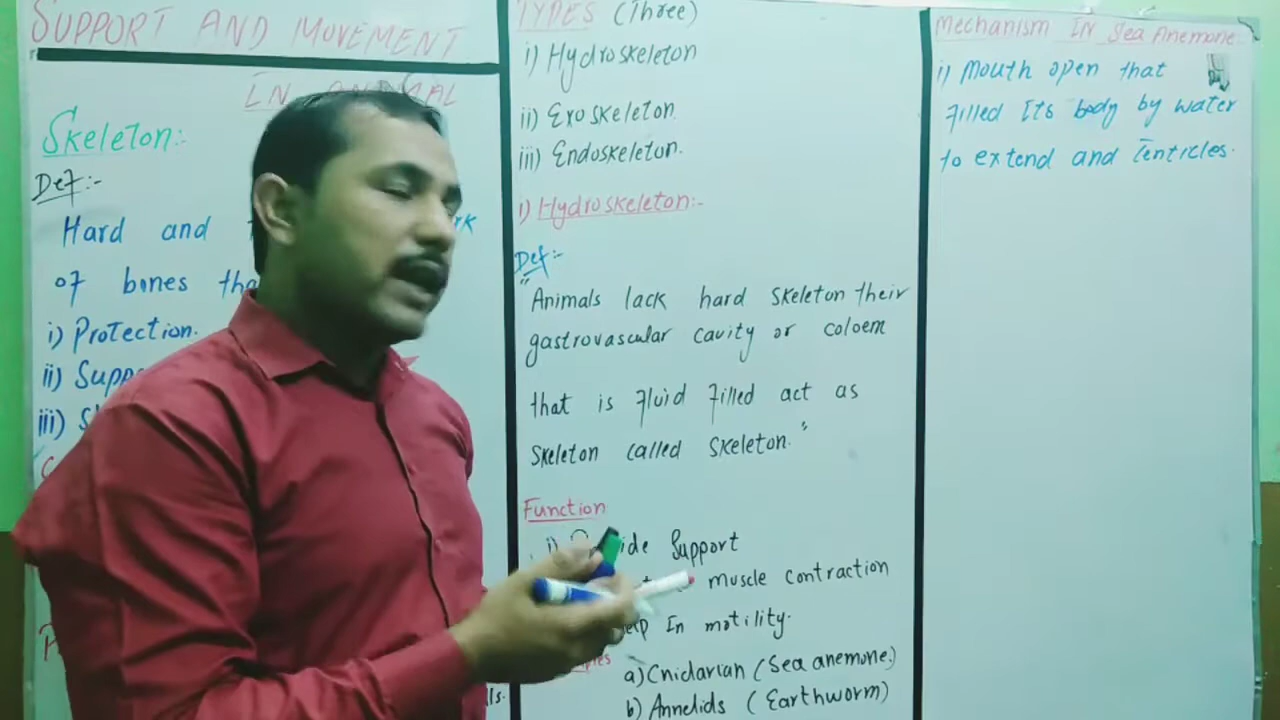 SUPPORT AND MOVEMENT
IN ANIMAL
Skeleton:-
Def:-
Hard and
of bones
i) Protection.
ii)
iii)
TYPES (Three)
i) Hydroskeleton
ii) Exoskeleton
iii) Endoskeleton.
i) Hydroskeleton:-
Def:-
"Animals lack hard skeleton their
gastrovascular cavity or coloem
that is fluid filled act as
skeleton called skeleton."
Function
i) Support
muscle contraction
In motility.
a) Cnidarian (Sea anemone)
b) Annelids (Earthworm)
Mechanism IN Sea Anemone
i) Mouth open that
filled Its body by water
to extend and Tenticles.